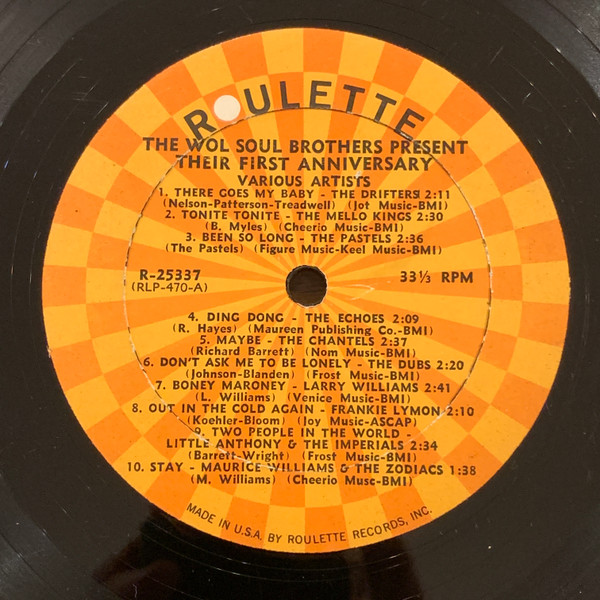 ROULETTE
THE WOL SOUL BROTHERS PRESENT
THEIR FIRST ANNIVERSARY
VARIOUS ARTISTS
1. THERE GOES MY BABY - THE DRIFTERS 2:11
(Nelson-Patterson-Treadwell) (Jot Music-BMI)
2. TONITE TONITE - THE MELLO KINGS 2:30
(B. Myles) (Cheerio Music-BMI)
3. BEEN SO LONG - THE PASTELS 2:36
(The Pastels) (Figure Music-Keel Music-BMI)
R-25337 33⅓ RPM
(RLP-470-A)
4. DING DONG - THE ECHOES 2:09
(R. Hayes) (Maureen Publishing Co.-BMI)
5. MAYBE - THE CHANTELS 2:37
(Richard Barrett) (Nom Music-BMI)
6. DON'T ASK ME TO BE LONELY - THE DUBS 2:20
(Johnson-Blanden) (Frost Music-BMI)
7. BONEY MARONEY - LARRY WILLIAMS 2:41
(L. Williams) (Venice Music-BMI)
8. OUT IN THE COLD AGAIN - FRANKIE LYMON 2:10
(Koehler-Bloom) (Joy Music-ASCAP)
9. TWO PEOPLE IN THE WORLD -
LITTLE ANTHONY & THE IMPERIALS 2:34
(Barrett-Wright) (Frost Music-BMI)
10. STAY - MAURICE WILLIAMS & THE ZODIACS 1:38
(M. Williams) (Cheerio Musc-BMI)
MADE IN U.S.A. BY ROULETTE RECORDS, INC.